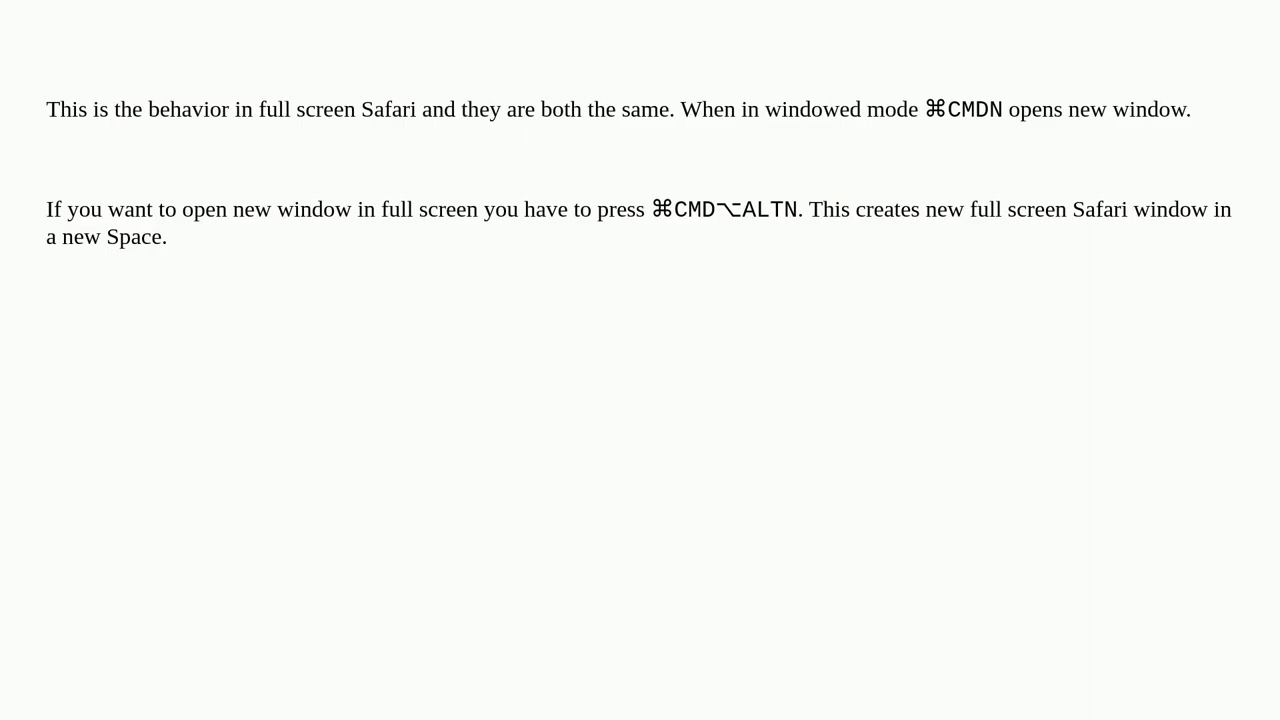 This is the behavior in full screen Safari and they are both the same. When in windowed mode ⌘CMDN opens new window.
If you want to open new window in full screen you have to press ⌘CMD⌥ALTN. This creates new full screen Safari window in
a new Space.